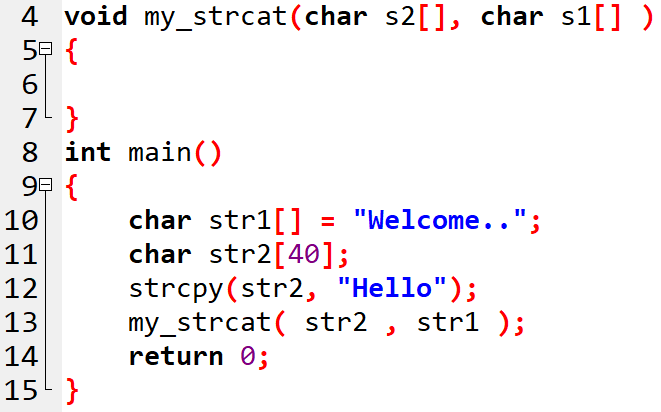 4 void my_strcat(char s2[], char s1[] )
5 {
6
7 }
8 int main()
9 {
10 char str1[] = "Welcome..";
11 char str2[40];
12 strcpy(str2, "Hello");
13 my_strcat( str2 , str1 );
14 return 0;
15 }